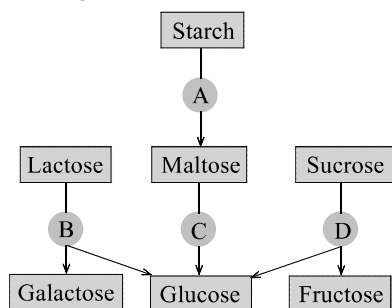 Starch
A
Lactose Maltose Sucrose
B C D
Galactose Glucose Fructose